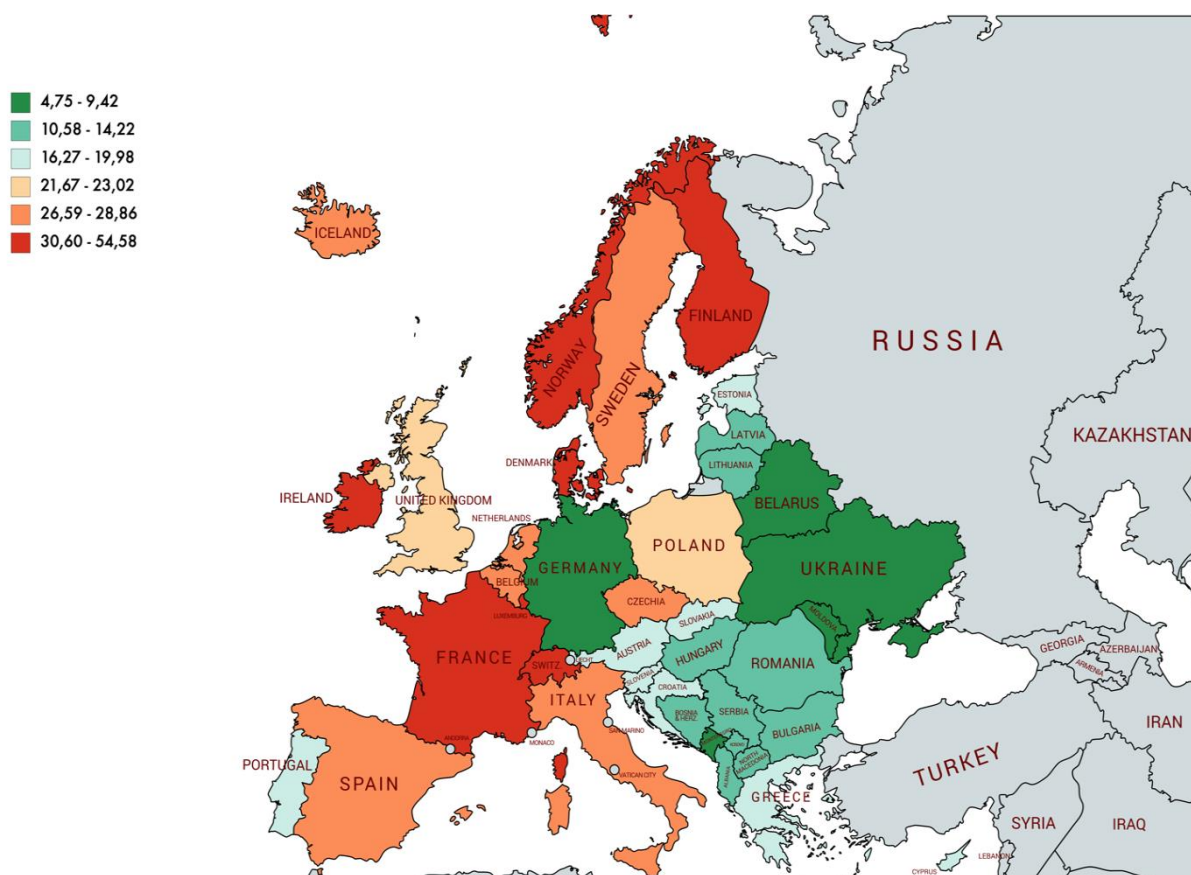 4,75 - 9,42
10,58 - 14,22
16,27 - 19,98
21,67 - 23,02
26,59 - 28,86
30,60 - 54,58
ICELAND
FINLAND
NORWAY
SWEDEN
RUSSIA
ESTONIA
KAZAKHSTAN
LATVIA
DENMARK
LITHUANIA
IRELAND
UNITED KINGDOM
BELARUS
NETHERLANDS
POLAND
GERMANY
UKRAINE
BELGIUM
CZECHIA
LUXEMBURG
SLOVAKIA
MOLDOVA
AUSTRIA
HUNGARY
GEORGIA
AZERBAIJAN
FRANCE
SWITZ.
LIECHT.
ROMANIA
ARMENIA
SLOVENIA
CROATIA
ITALY
BOSNIA
& HERZ.
SERBIA
IRAN
SAN MARINO
BULGARIA
ANDORRA
MONACO
NORTH
MACEDONIA
TURKEY
PORTUGAL
SPAIN
VATICAN CITY
ALBANIA
GREECE
SYRIA
IRAQ
LEBANON
CYPRUS